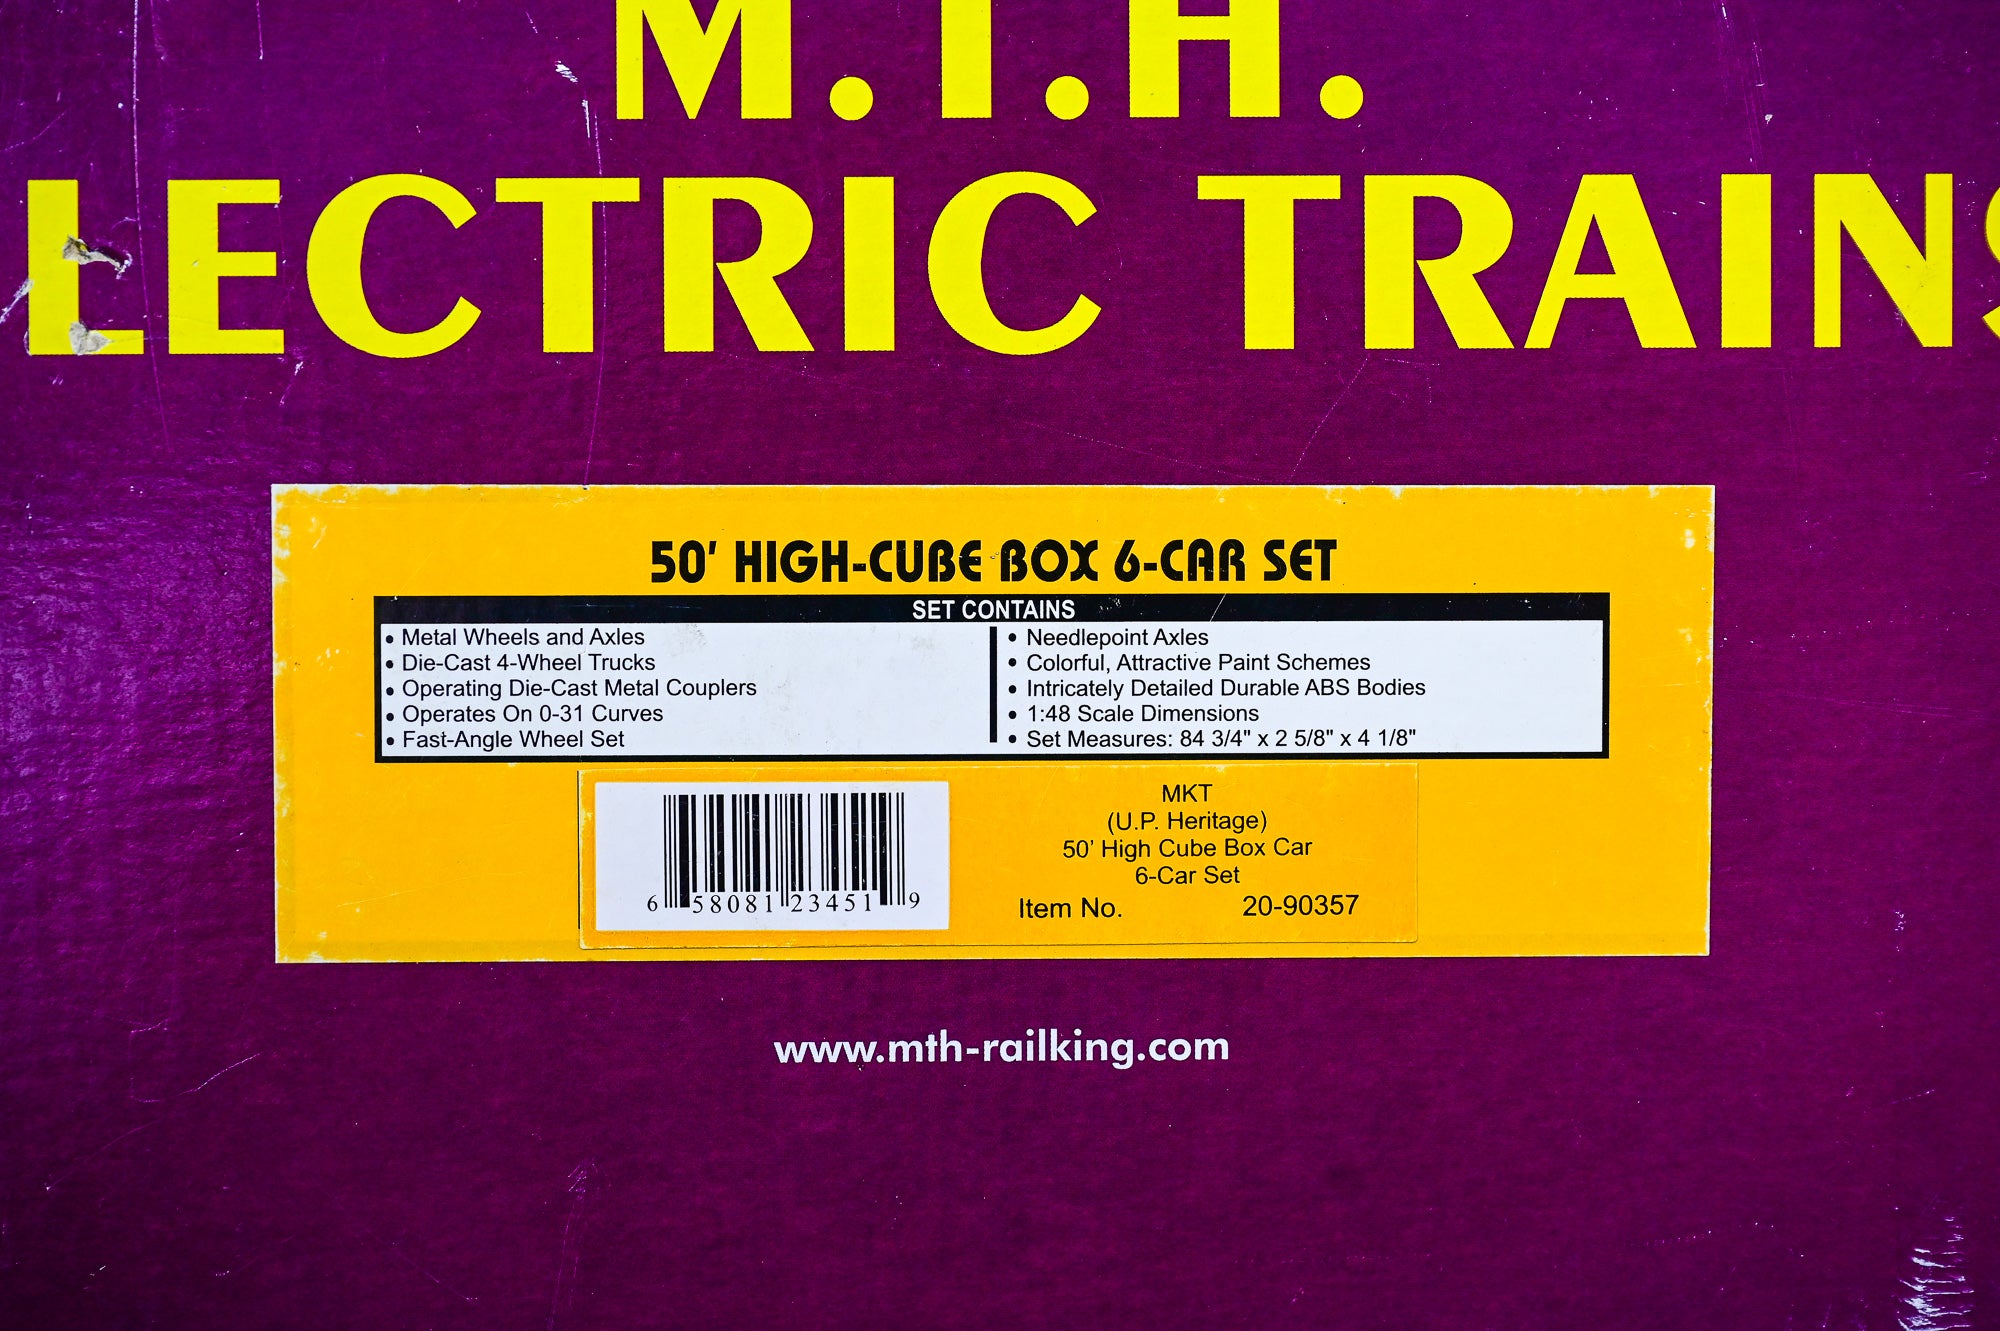 M.T.H.
LECTRIC TRAINS
50' HIGH-CUBE BOX 6-CAR SET
SET CONTAINS
• Metal Wheels and Axles
• Die-Cast 4-Wheel Trucks
• Operating Die-Cast Metal Couplers
• Operates On 0-31 Curves
• Fast-Angle Wheel Set
• Needlepoint Axles
• Colorful, Attractive Paint Schemes
• Intricately Detailed Durable ABS Bodies
• 1:48 Scale Dimensions
• Set Measures: 84 3/4" x 2 5/8" x 4 1/8"
6 58081 23451 9
MKT
(U.P. Heritage)
50' High Cube Box Car
6-Car Set
Item No. 20-90357
www.mth-railking.com